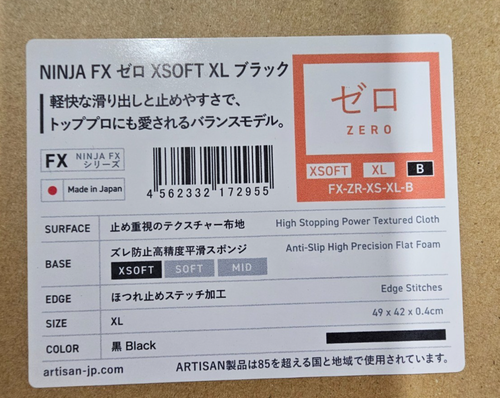 NINJA FX ゼロ XSOFT XL ブラック
軽快な滑り出しと止めやすさで、
トッププロにも愛されるバランスモデル。
ゼロ
ZERO
XSOFT XL B
FX-ZR-XS-XL-B
FX NINJA FX シリーズ
Made in Japan
4 562332 172955
SURFACE 止め重視のテクスチャー布地 High Stopping Power Textured Cloth
BASE ズレ防止高精度平滑スポンジ Anti-Slip High Precision Flat Foam
XSOFT SOFT MID
EDGE ほつれ止めステッチ加工 Edge Stitches
SIZE XL 49 x 42 x 0.4cm
COLOR 黒 Black
artisan-jp.com ARTISAN製品は85を超える国と地域で使用されています。